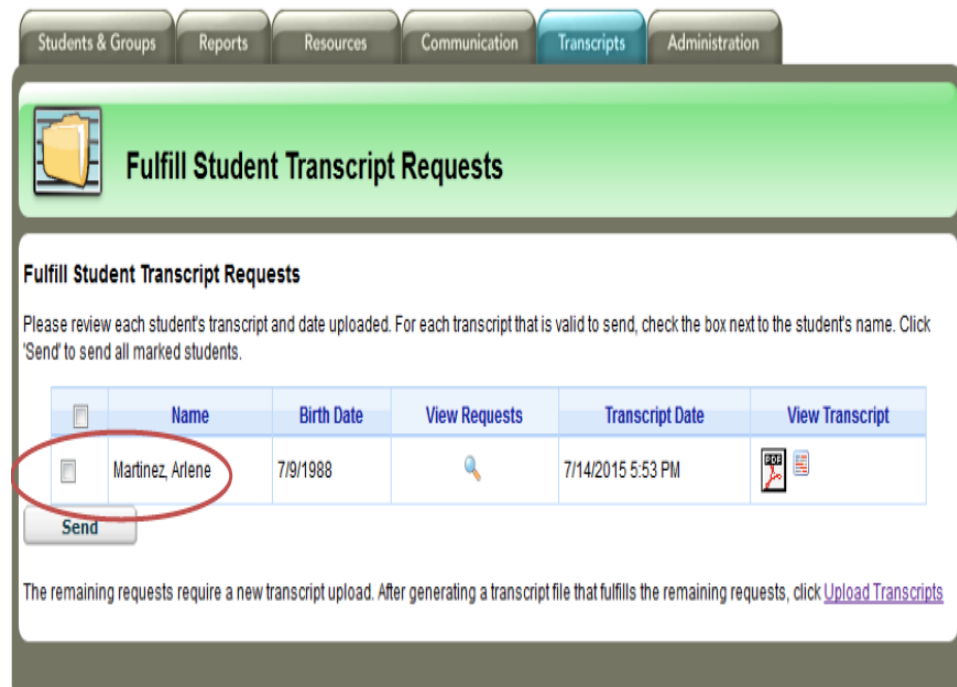 Students & Groups Reports Resources Communication Transcripts Administration
Fulfill Student Transcript Requests
Fulfill Student Transcript Requests
Please review each student's transcript and date uploaded. For each transcript that is valid to send, check the box next to the student's name. Click
'Send' to send all marked students.
Name Birth Date View Requests Transcript Date View Transcript
Martinez, Arlene 7/9/1988 7/14/2015 5:53 PM PDF
Send
The remaining requests require a new transcript upload. After generating a transcript file that fulfills the remaining requests, click Upload Transcripts